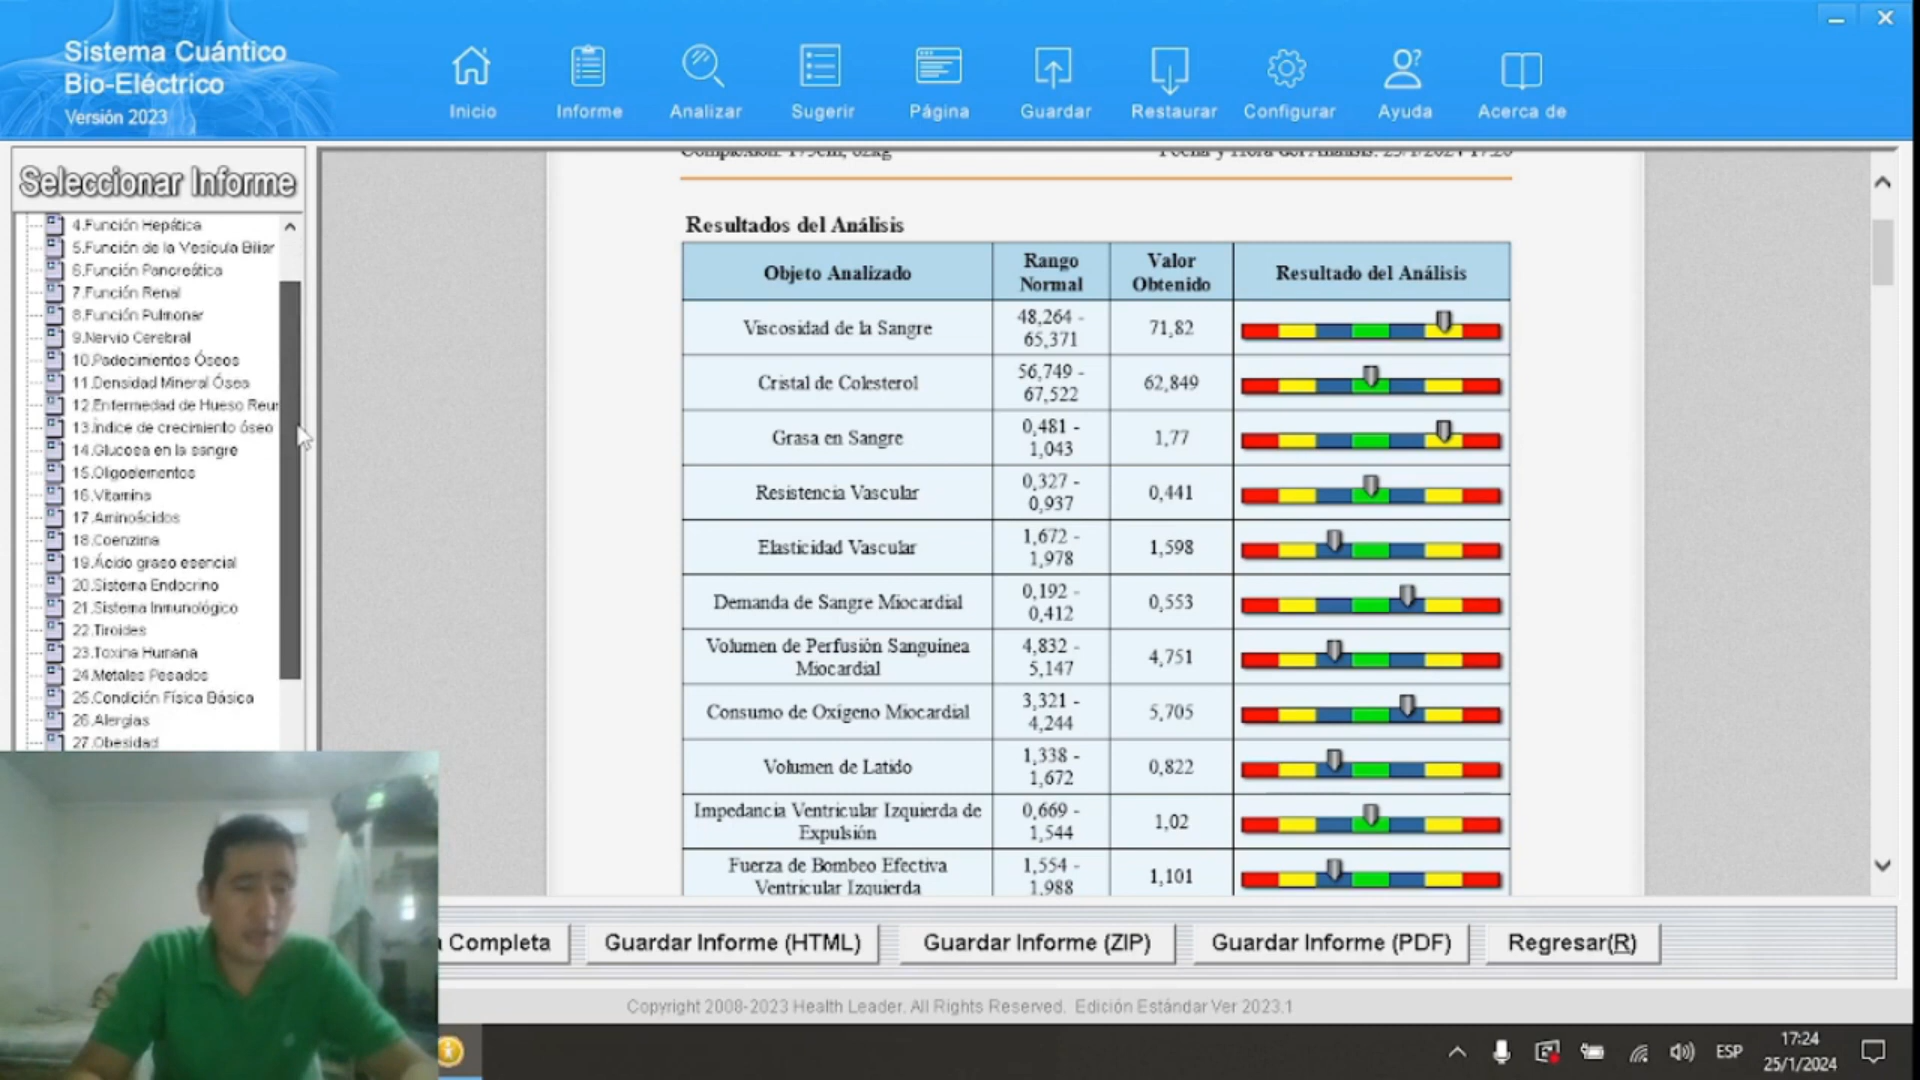 Sistema Cuántico
Bio-Eléctrico
Versión 2023
Inicio
Informe
Analizar
Sugerir
Página
Guardar
Restaurar
Configurar
Ayuda
Acerca de
Seleccionar Informe
4.Función Hepática
5.Función de la Vesícula Biliar
6.Función Pancreática
7.Función Renal
8.Función Pulmonar
9.Nervio Cerebral
10.Padecimientos Óseos
11.Densidad Mineral Ósea
12.Enfermedad de Hueso Reur
13.Índice de crecimiento óseo
14.Glucosa en la sangre
15.Oligoelementos
16.Vitamina
17.Aminoácidos
18.Coenzima
19.Ácido graso esencial
20.Sistema Endocrino
21.Sistema Inmunológico
22.Tiroides
23.Toxina Humana
24.Metales Pesados
25.Condición Física Básica
26.Alergias
27.Obesidad
Resultados del Análisis
Objeto Analizado
Rango Normal
Valor Obtenido
Resultado del Análisis
Viscosidad de la Sangre 48,264 - 65,371 71,82
Cristal de Colesterol 56,749 - 67,522 62,849
Grasa en Sangre 0,481 - 1,043 1,77
Resistencia Vascular 0,327 - 0,937 0,441
Elasticidad Vascular 1,672 - 1,978 1,598
Demanda de Sangre Miocardial 0,192 - 0,412 0,553
Volumen de Perfusión Sanguínea Miocardial 4,832 - 5,147 4,751
Consumo de Oxígeno Miocardial 3,321 - 4,244 5,705
Volumen de Latido 1,338 - 1,672 0,822
Impedancia Ventricular Izquierda de Expulsión 0,669 - 1,544 1,02
Fuerza de Bombeo Efectiva Ventricular Izquierda 1,554 - 1,988 1,101
a Completa
Guardar Informe (HTML)
Guardar Informe (ZIP)
Guardar Informe (PDF)
Regresar(R)
Copyright 2008-2023 Health Leader. All Rights Reserved. Edición Estándar Ver 2023.1
ESP
17:24
25/1/2024